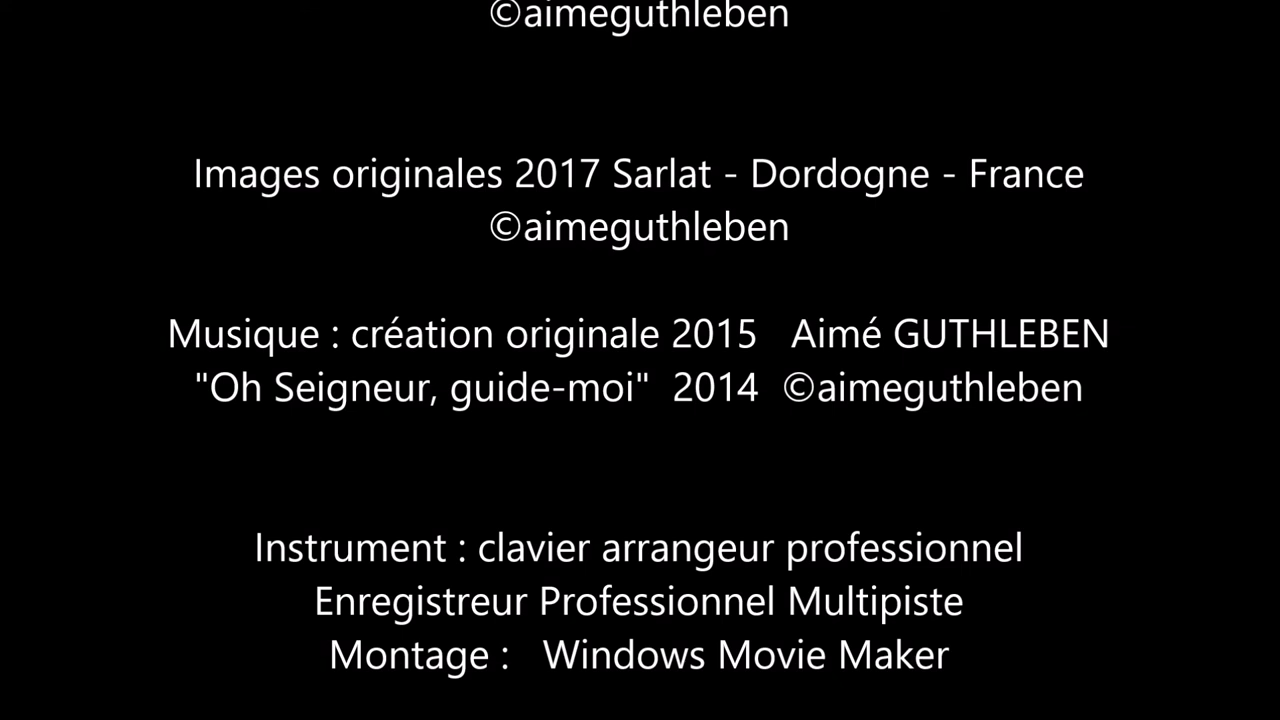 ©aimeguthleben
Images originales 2017 Sarlat - Dordogne - France
©aimeguthleben
Musique : création originale 2015   Aimé GUTHLEBEN
"Oh Seigneur, guide-moi"  2014  ©aimeguthleben
Instrument : clavier arrangeur professionnel
Enregistreur Professionnel Multipiste
Montage :   Windows Movie Maker